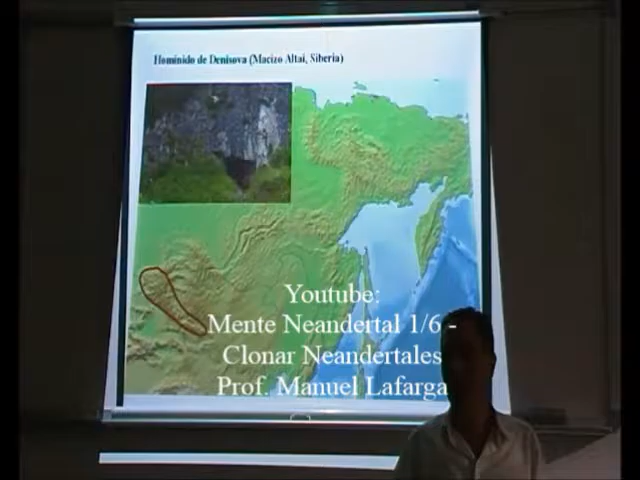 Homínido de Denisova (Macizo Altai, Siberia)
Youtube:
Mente Neandertal 1/6 -
Clonar Neandertales
Prof. Manuel Lafarga